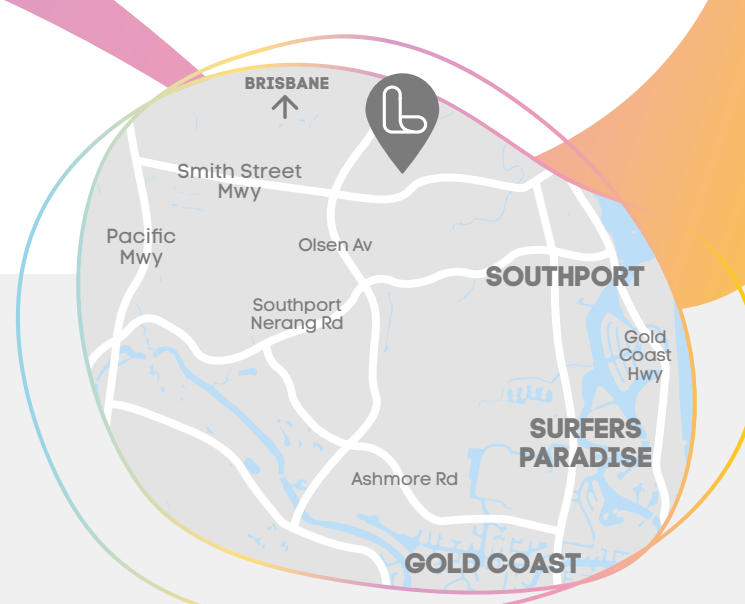 BRISBANE
Smith Street
Mwy
Pacific
Mwy
Olsen Av
SOUTHPORT
Southport
Nerang Rd
Gold
Coast
Hwy
SURFERS
PARADISE
Ashmore Rd
GOLD COAST